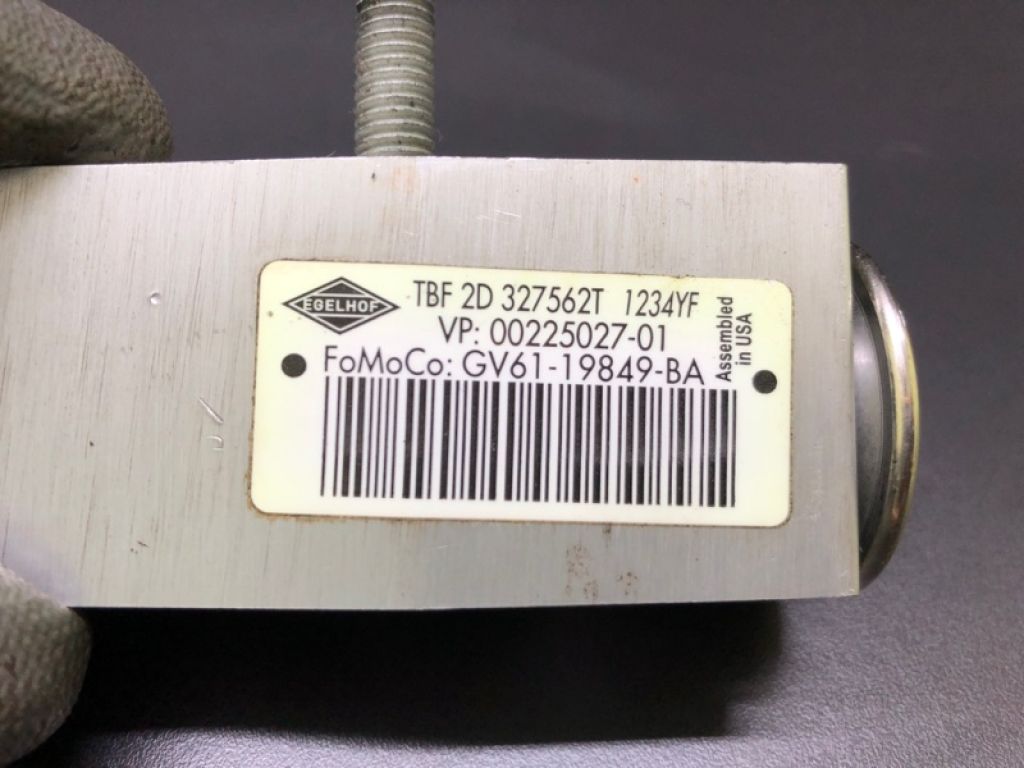 EGELHOF
TBF 2D 327562T 1234YF
VP: 00225027-01
FoMoCo: GV61-19849-BA
Assembled
in USA